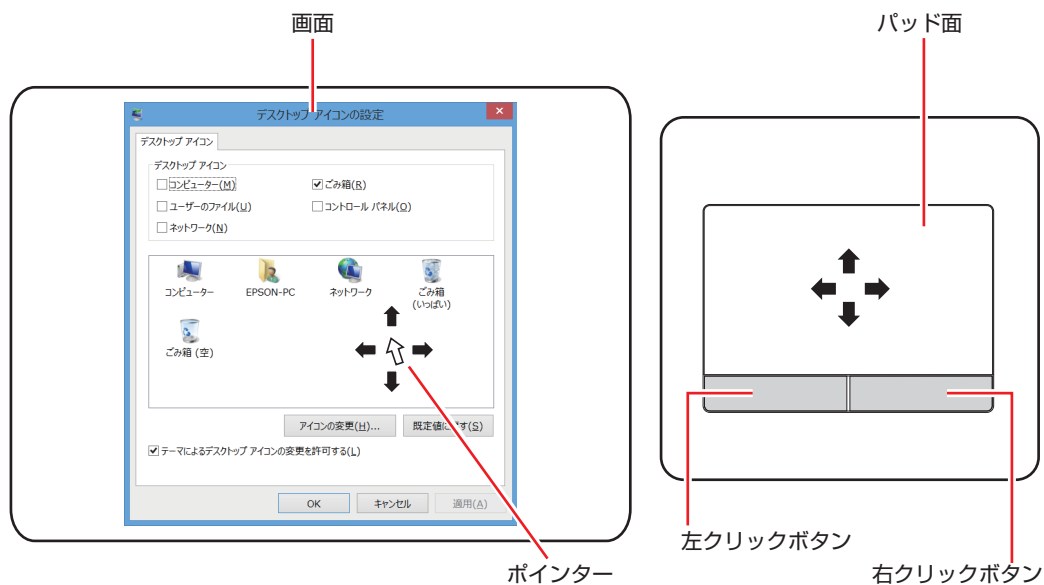 画面
パッド面
デスクトップ アイコンの設定
デスクトップ アイコン
デスクトップ アイコン
コンピューター(M)
ごみ箱(R)
ユーザーのファイル(U)
コントロール パネル(O)
ネットワーク(N)
コンピューター
EPSON-PC
ネットワーク
ごみ箱
(いっぱい)
ごみ箱 (空)
アイコンの変更(H)...
既定値に戻す(S)
テーマによるデスクトップ アイコンの変更を許可する(L)
OK
キャンセル
適用(A)
左クリックボタン
ポインター
右クリックボタン